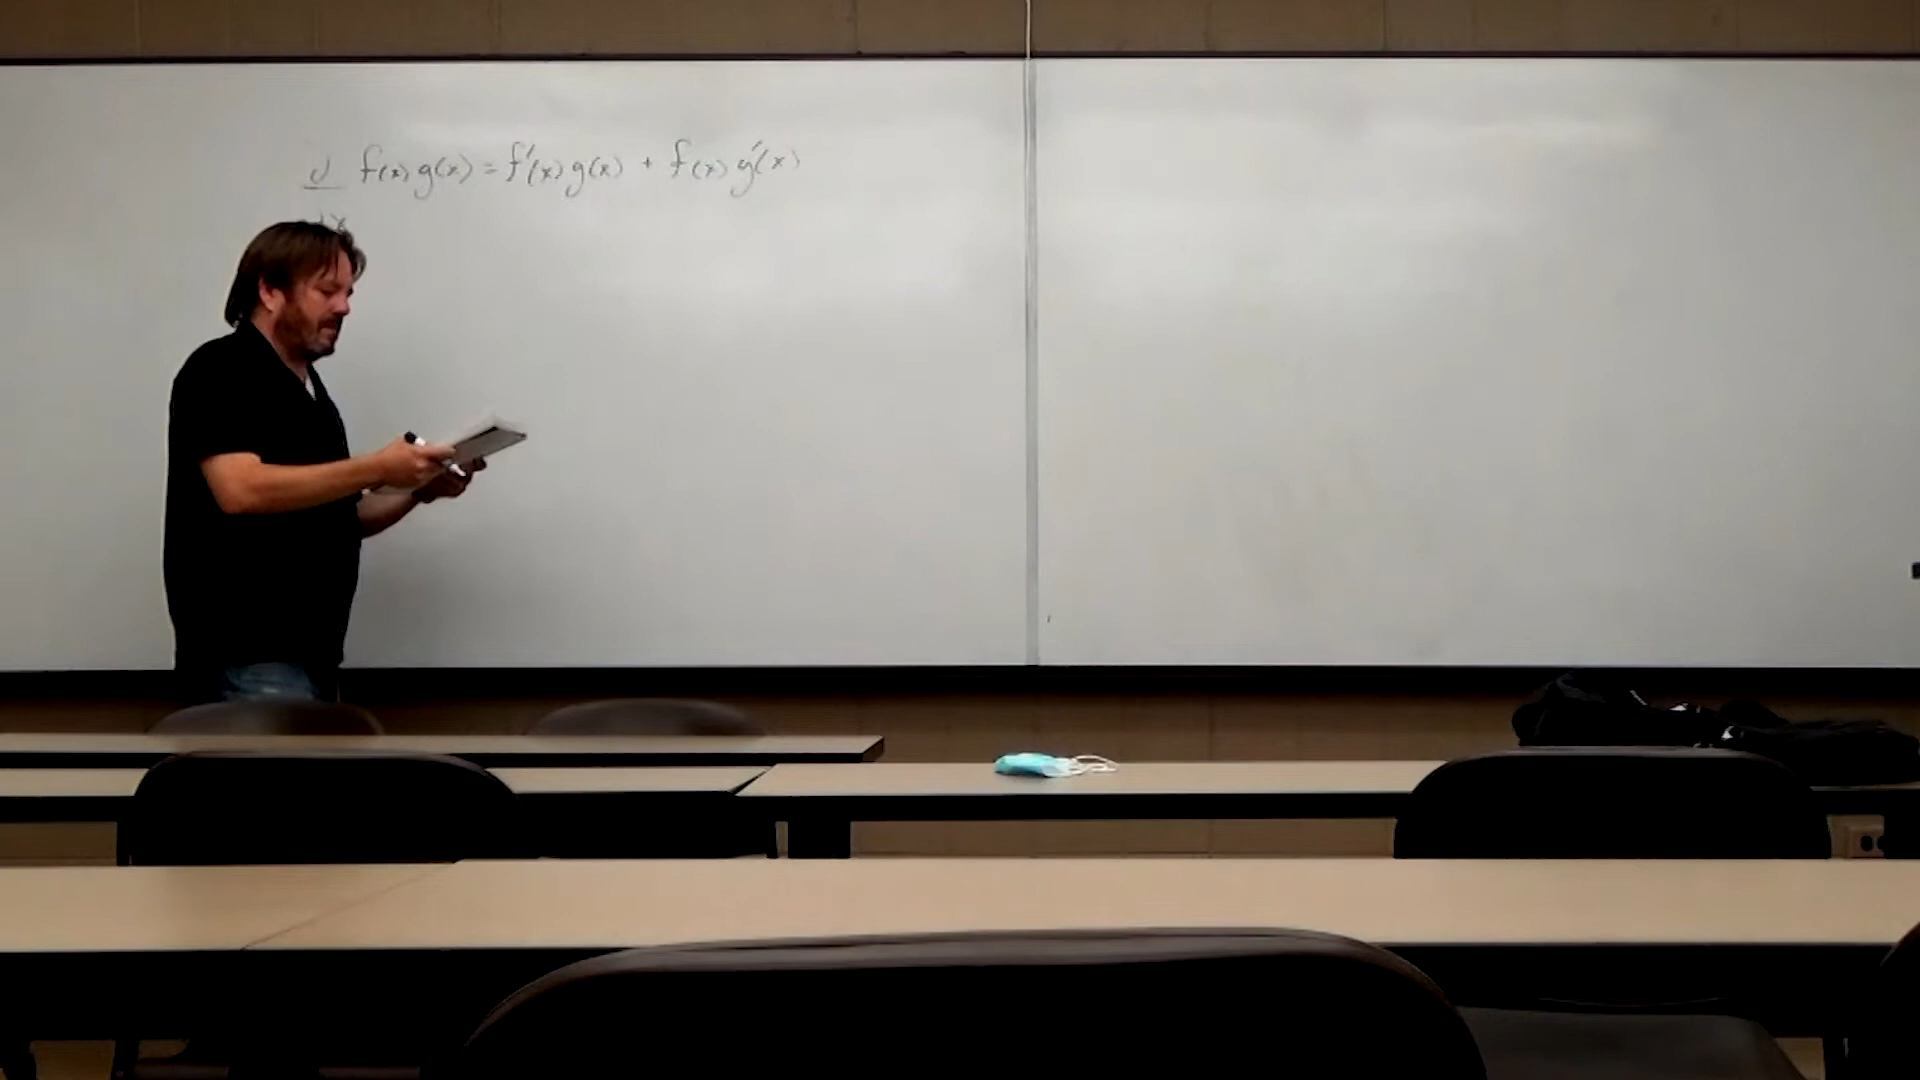 d/dx f(x) g(x) = f'(x) g(x) + f(x) g'(x)